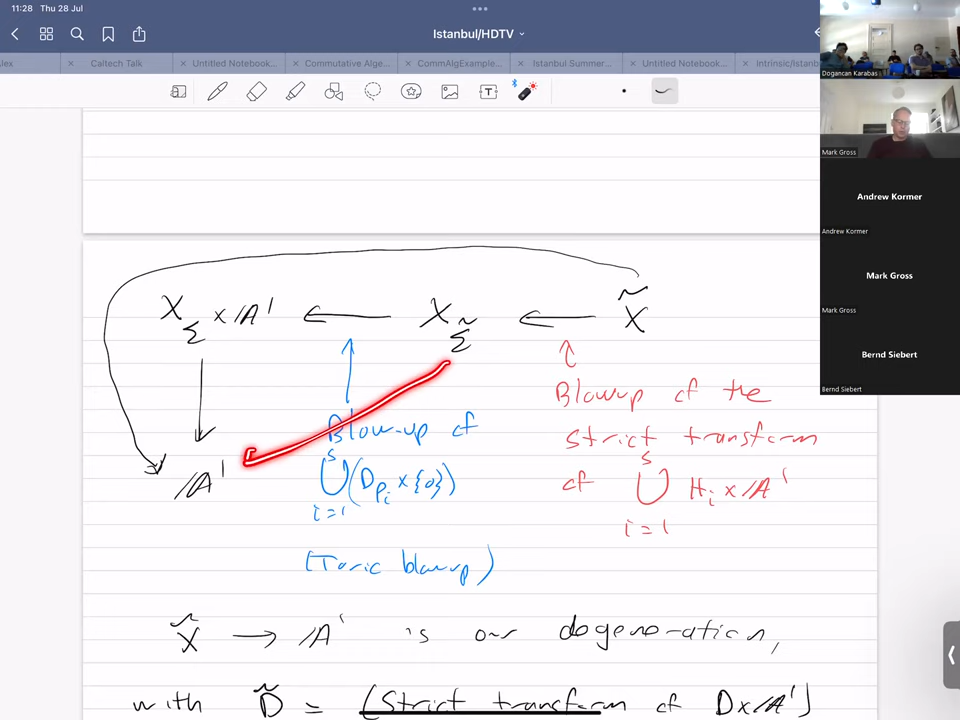 11:28 Thu 28 Jul
Istanbul/HDTV
lex
Caltech Talk
Untitled Notebook...
Commutative Alge...
CommAlgExample...
Istanbul Summer...
Untitled Notebook...
Intrinsic/Istanbu
Dogancan Karabas
Mark Gross
Andrew Kormer
Andrew Kormer
Mark Gross
Mark Gross
Bernd Siebert
Bernd Siebert
X_Σ × A¹ ← X_Σ̃ ← X̃
Blow-up of
⋃_{i=1}^s (D_{ρ_i} × {0})
(Toric blowup)
Blowup of the
strict transform
of ⋃_{i=1}^s H_i × A¹
A¹
X̃ → A¹ is our degeneration,
with D̃ = (Strict transform of D × A¹)